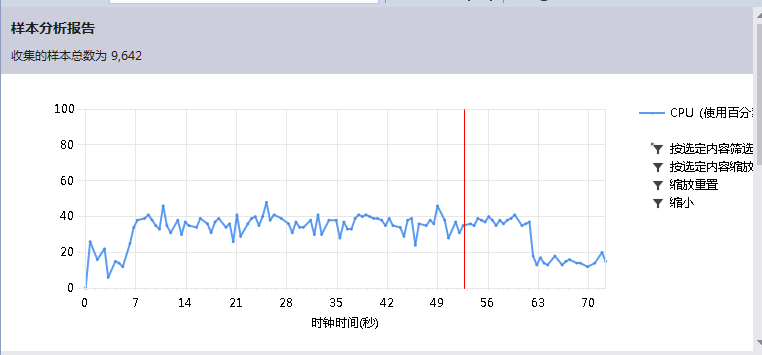 样本分析报告
收集的样本总数为 9,642
100
80
60
40
20
0
0 7 14 21 28 35 42 49 56 63 70
时钟时间(秒)
CPU (使用百分
按选定内容筛选
按选定内容缩放
缩放重置
缩小